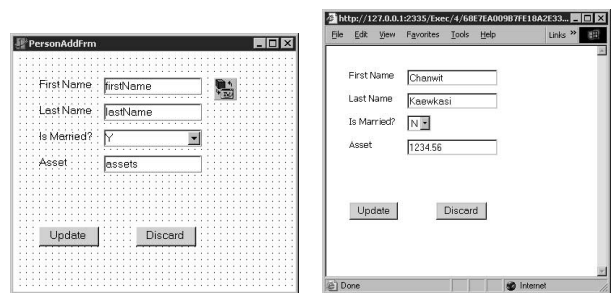 PersonAddFrm
First Name firstName
Last Name lastName
Is Married? Y
Asset assets
Update Discard
http://127.0.0.1:2335/Exec/4/68E7EA009B7FE18A2E33...
File Edit View Favorites Tools Help Links »
First Name Chanwit
Last Name Kaewkasi
Is Married? N
Asset 1234.56
Update Discard
Done Internet